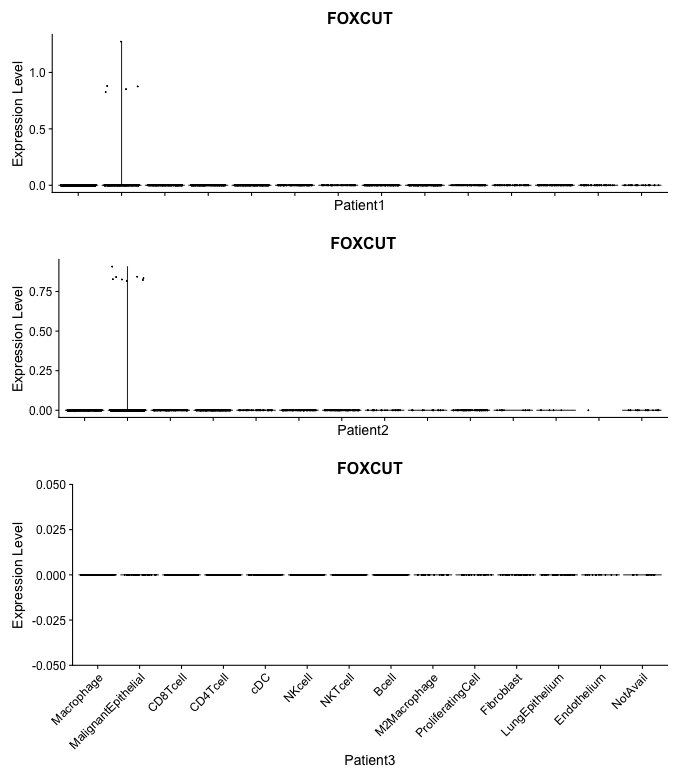 FOXCUT
Expression Level
1.0
0.5
0.0
Patient1
FOXCUT
Expression Level
0.75
0.50
0.25
0.00
Patient2
FOXCUT
Expression Level
0.050
0.025
0.000
-0.025
-0.050
Macrophage
MalignantEpithelial
CD8Tcell
CD4Tcell
cDC
NKcell
NKTcell
Bcell
M2Macrophage
ProliferatingCell
Fibroblast
LungEpithelium
Endothelium
NotAvail
Patient3